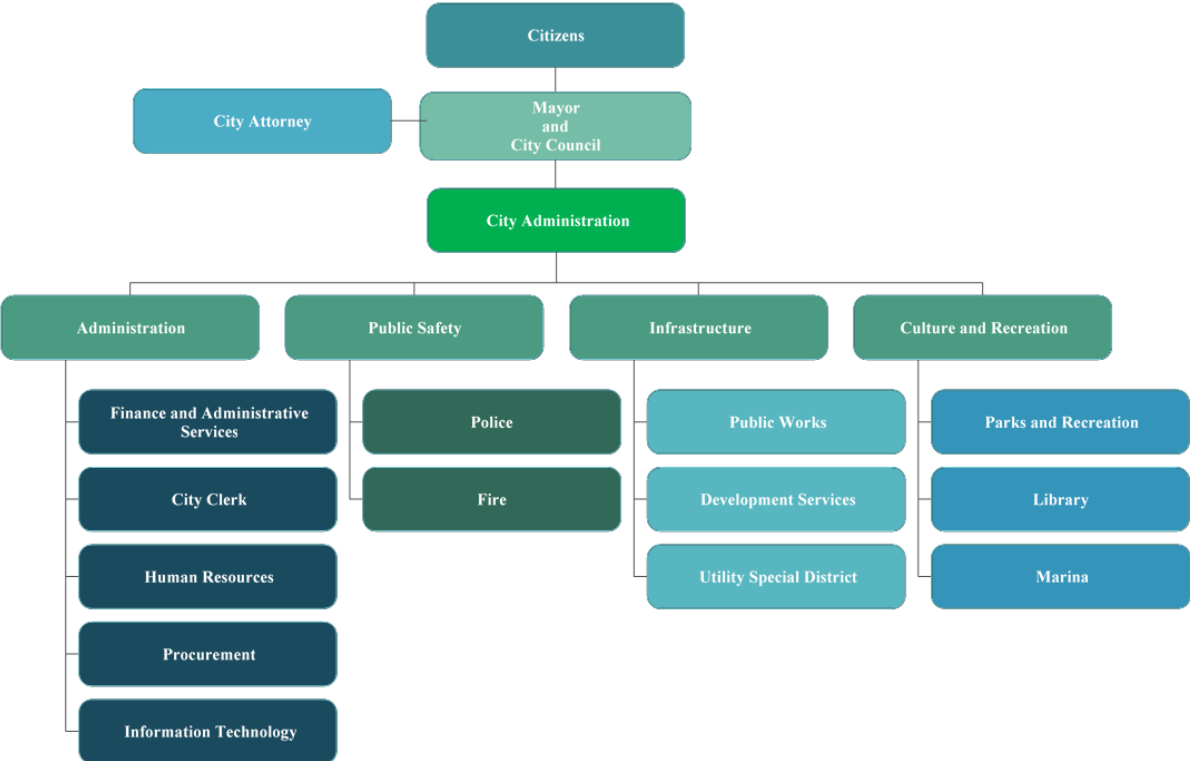 Citizens
City Attorney
Mayor
and
City Council
City Administration
Administration
Public Safety
Infrastructure
Culture and Recreation
Finance and Administrative
Services
City Clerk
Human Resources
Procurement
Information Technology
Police
Fire
Public Works
Development Services
Utility Special District
Parks and Recreation
Library
Marina